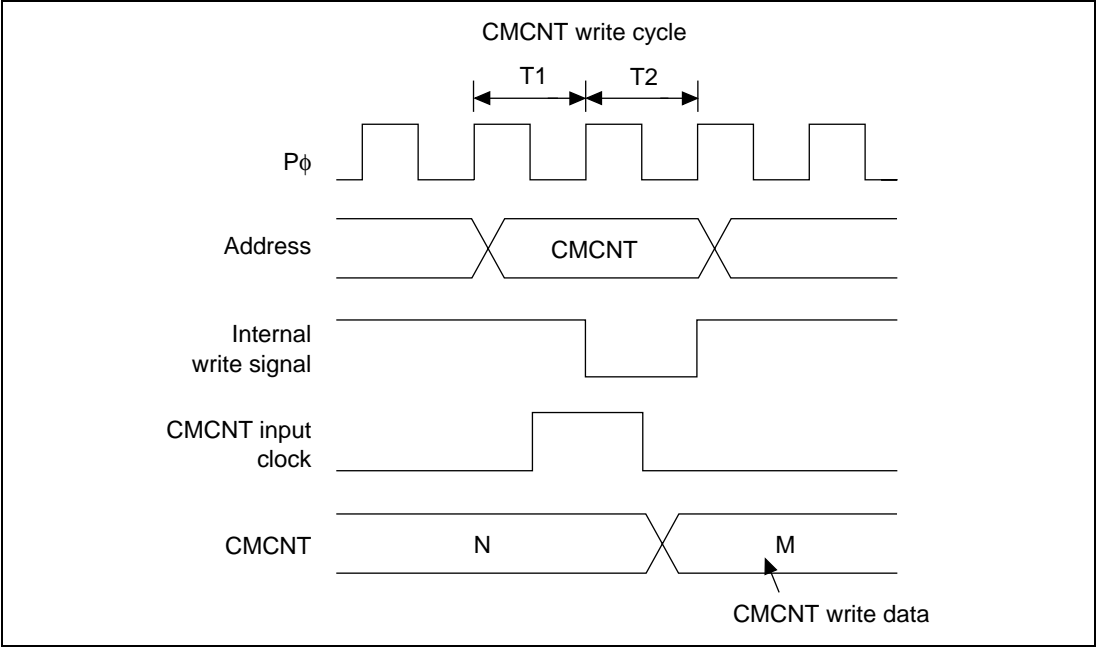 CMCNT write cycle
T1 T2
Pϕ
Address
CMCNT
Internal
write signal
CMCNT input
clock
CMCNT
N
M
CMCNT write data